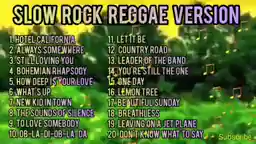 SLOW ROCK REGGAE VERSION
1. HOTEL CALIFORNIA
2. ALWAYS SOMEWHERE
3. STILL LOVING YOU
4. BOHEMIAN RHAPSODY
5. HOW DEEP IS YOUR LOVE
6. WHAT'S UP
7. NEW KID IN TOWN
8. THE SOUNDS OF SILENCE
9. TO LOVE SOMEBODY
10. OB-LA-DI OB-LA-DA
11. LET IT BE
12. COUNTRY ROAD
13. LEADER OF THE BAND
14. YOU'RE STILL THE ONE
15. ONE DAY
16. LEMON TREE
17. BEAUTIFUL SUNDAY
18. BREATHLESS
19. LEAVING ON A JET PLANE
20. DON'T KNOW WHAT TO SAY
Subscribe